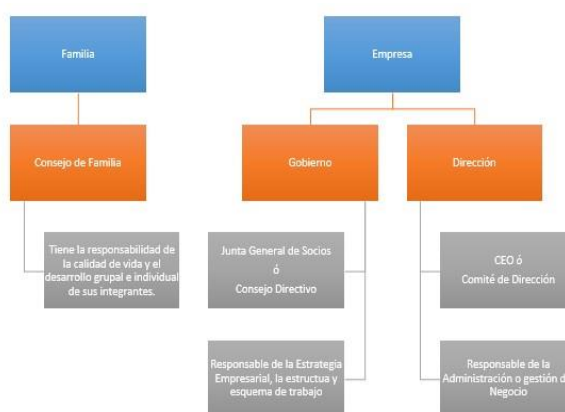 Familia
Empresa
Consejo de Familia
Gobierno
Dirección
Tiene la responsabilidad de
la calidad de vida y el
desarrollo grupal e individual
de sus integrantes.
Junta General de Socios
ó
Consejo Directivo
CEO ó
Comité de Dirección
Responsable de la Estrategia
Empresarial, la estructua y
esquema de trabajo
Responsable de la
Administración o gestión d
Negocio